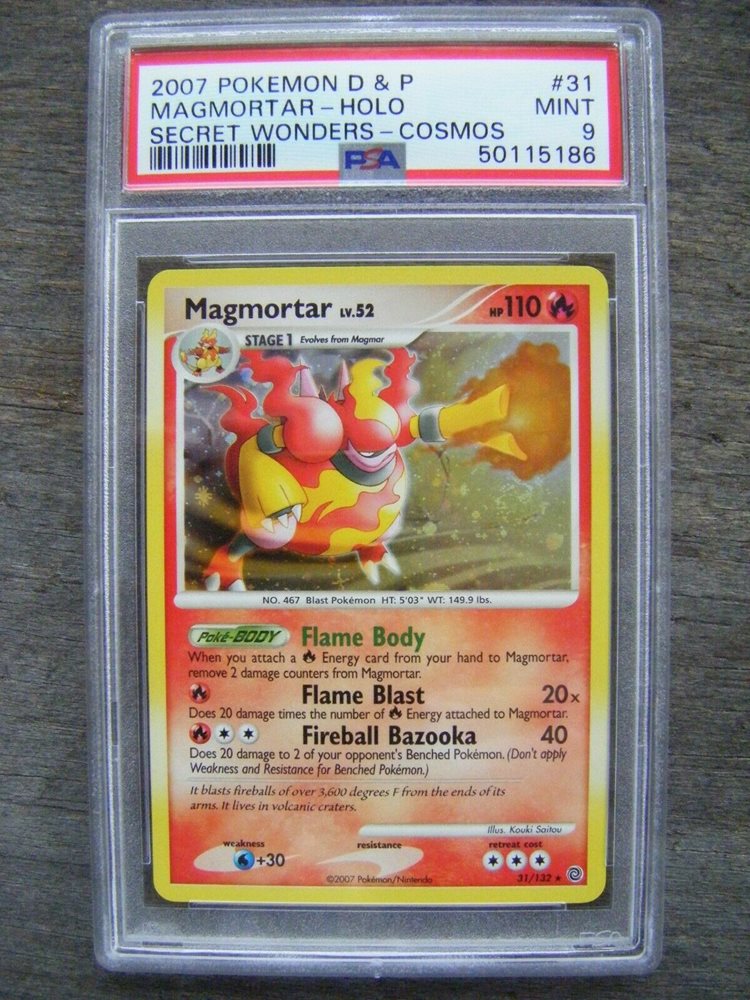 2007 POKEMON D & P #31
MAGMORTAR - HOLO MINT
SECRET WONDERS - COSMOS 9
PSA 50115186
Magmortar LV.52 HP 110
STAGE 1 Evolves from Magmar
NO. 467 Blast Pokémon HT: 5'03" WT: 149.9 lbs.
Poké-BODY Flame Body
When you attach a Energy card from your hand to Magmortar,
remove 2 damage counters from Magmortar.
Flame Blast 20x
Does 20 damage times the number of Energy attached to Magmortar.
Fireball Bazooka 40
Does 20 damage to 2 of your opponent's Benched Pokémon. (Don't apply
Weakness and Resistance for Benched Pokémon.)
It blasts fireballs of over 3,600 degrees F from the ends of its
arms. It lives in volcanic craters.
Illus. Kouki Saitou
weakness resistance retreat cost
+30
©2007 Pokémon/Nintendo 31/132 ★
PSA